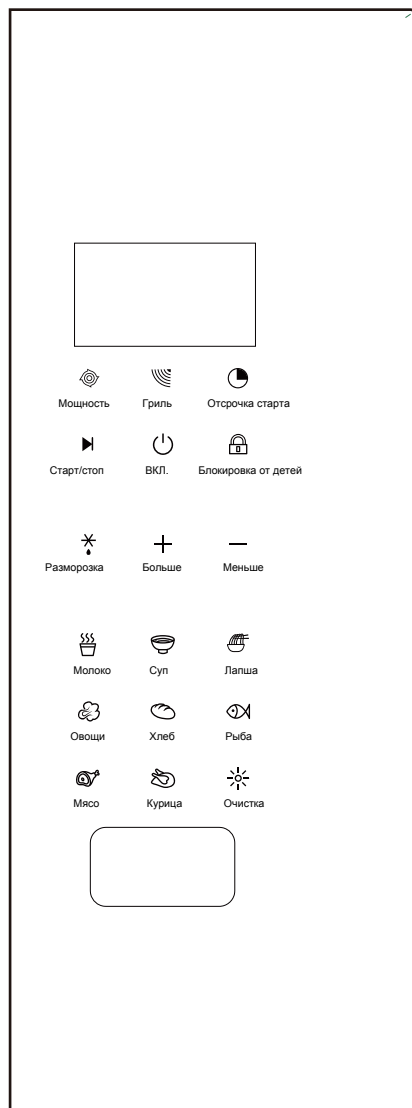 Мощность Гриль Отсрочка старта
Старт/стоп ВКЛ. Блокировка от детей
Разморозка Больше Меньше
Молоко Суп Лапша
Овощи Хлеб Рыба
Мясо Курица Очистка